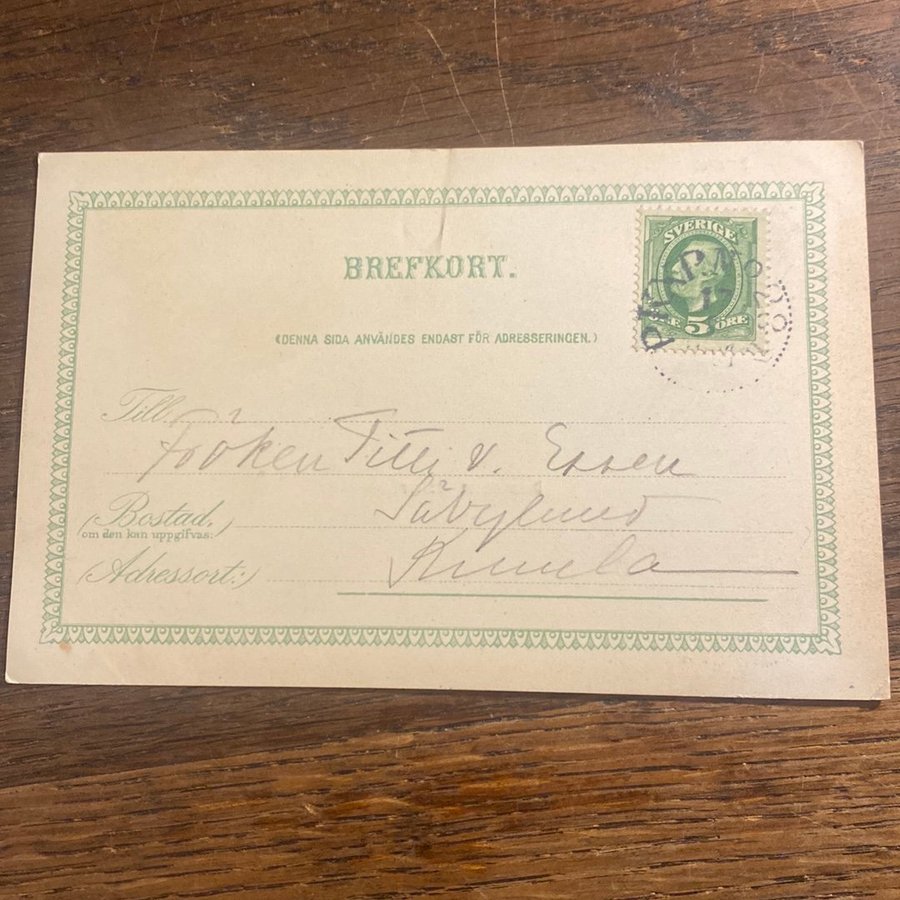 SVERIGE
5 ÖRE
BREFKORT.
(DENNA SIDA ANVÄNDES ENDAST FÖR ADRESSERINGEN.)
Till
Fröken Titti v. Essen
(Bostad,
om den kan uppgifvas:)
Säbylund
(Adressort:)
Kumla